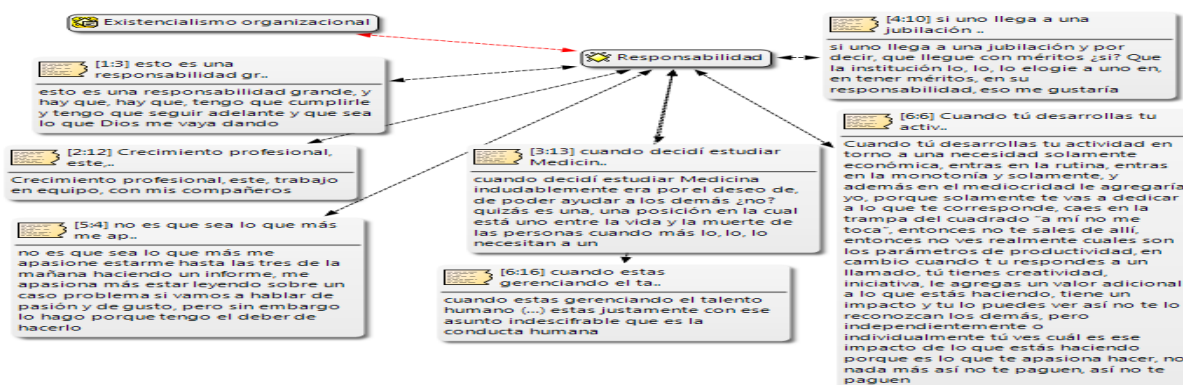 Existencialismo organizacional
Responsabilidad
[1:3] esto es una
responsabilidad gr..
esto es una responsabilidad grande, y
hay que, hay que, tengo que cumplirle
y tengo que seguir adelante y que sea
lo que Dios me vaya dando
[2:12] Crecimiento profesional,
este,..
Crecimiento profesional, este, trabajo
en equipo, con mis compañeros
[5:4] no es que sea lo que más
me ap..
no es que sea lo que más me
apasione estarme hasta las tres de la
mañana haciendo un informe, me
apasiona más estar leyendo sobre un
caso problema si vamos a hablar de
pasión y de gusto, pero sin embargo
lo hago porque tengo el deber de
hacerlo
[3:13] cuando decidí estudiar
Medicin..
cuando decidí estudiar Medicina
indudablemente era por el deseo de,
de poder ayudar a los demás ¿no?
quizás es una, una posición en la cual
está uno entre la vida y la muerte de
las personas cuando más lo, lo, lo
necesitan a un
[6:16] cuando estas
gerenciando el ta..
cuando estas gerenciando el talento
humano (...) estas justamente con ese
asunto indescifrable que es la
conducta humana
[4:10] si uno llega a una
jubilación ..
si uno llega a una jubilación y por
decir, que llegue con méritos ¿si? Que
la institución lo, lo, lo elogie a uno en,
en tener méritos, en su
responsabilidad, eso me gustaría
[6:6] Cuando tú desarrollas tu
activ..
Cuando tú desarrollas tu actividad en
torno a una necesidad solamente
económica, entras en la rutina, entras
en la monotonía y solamente, y
además en el mediocridad le agregaría
yo, porque solamente te vas a dedicar
a lo que te corresponde, caes en la
trampa del cuadrado ¨a mí no me
toca¨, entonces no te sales de allí,
entonces no ves realmente cuales son
los parámetros de productividad, en
cambio cuando t u respondes a un
llamado, tú tienes creatividad,
iniciativa, le agregas un valor adicional
a lo que estás haciendo, tiene un
impacto y tu lo puedes ver así no te lo
reconozcan los demás, pero
independientemente o
individualmente tú ves cuál es ese
impacto de lo que estás haciendo
porque es lo que te apasiona hacer, no
nada más así no te paguen, así no te
paguen